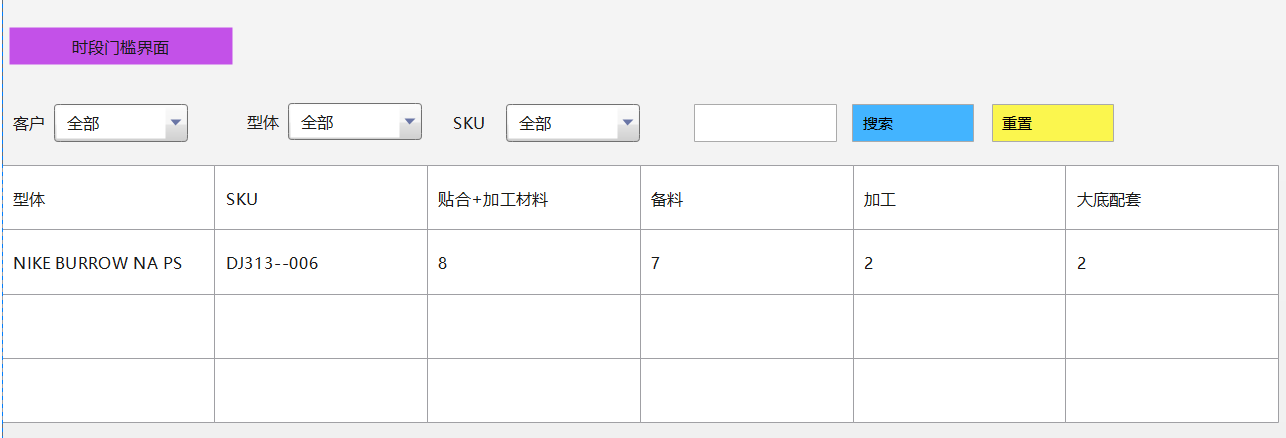 时段门槛界面
客户 全部 型体 全部 SKU 全部 搜索 重置
型体 SKU 贴合+加工材料 备料 加工 大底配套
NIKE BURROW NA PS DJ313--006 8 7 2 2